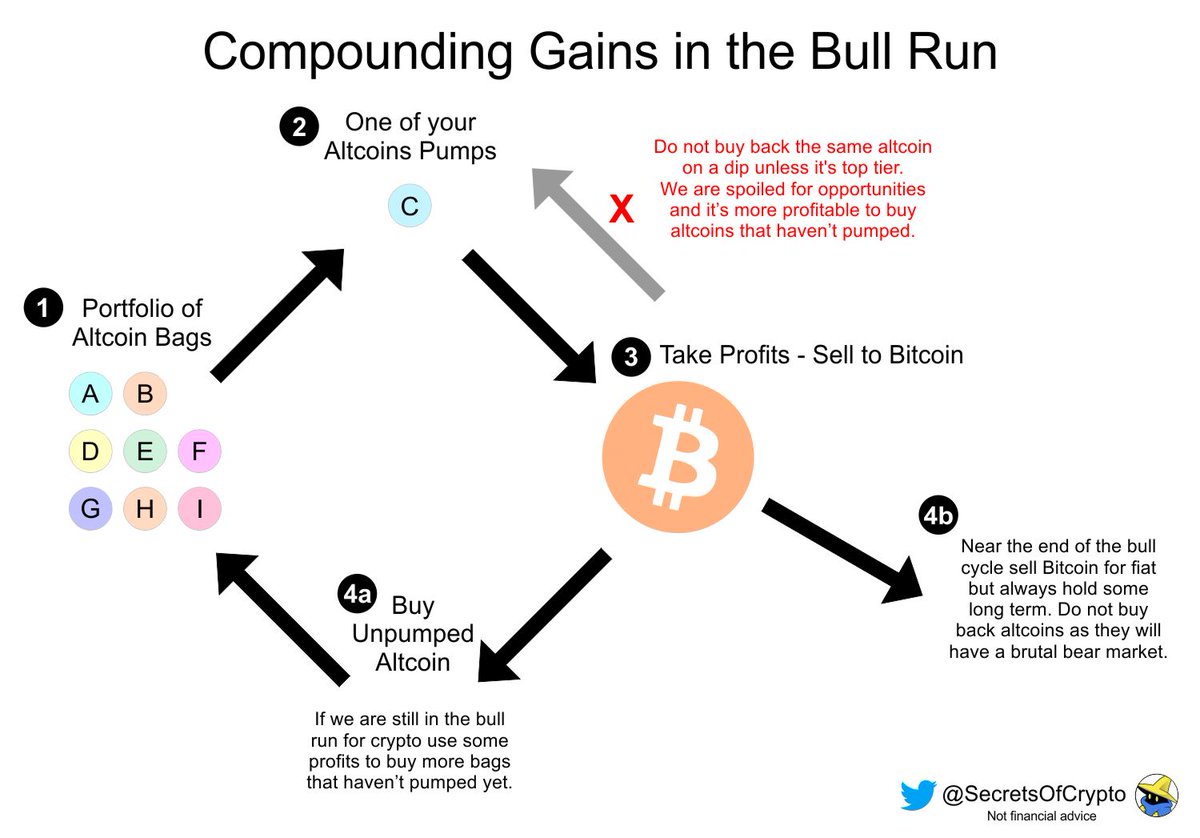 Compounding Gains in the Bull Run
2
One of your
Altcoins Pumps
C
Do not buy back the same altcoin
on a dip unless it's top tier.
We are spoiled for opportunities
and it’s more profitable to buy
altcoins that haven’t pumped.
X
1
Portfolio of
Altcoin Bags
A B
D E F
G H I
3
Take Profits - Sell to Bitcoin
4a
Buy
Unpumped
Altcoin
If we are still in the bull
run for crypto use some
profits to buy more bags
that haven’t pumped yet.
4b
Near the end of the bull
cycle sell Bitcoin for fiat
but always hold some
long term. Do not buy
back altcoins as they will
have a brutal bear market.
@SecretsOfCrypto
Not financial advice